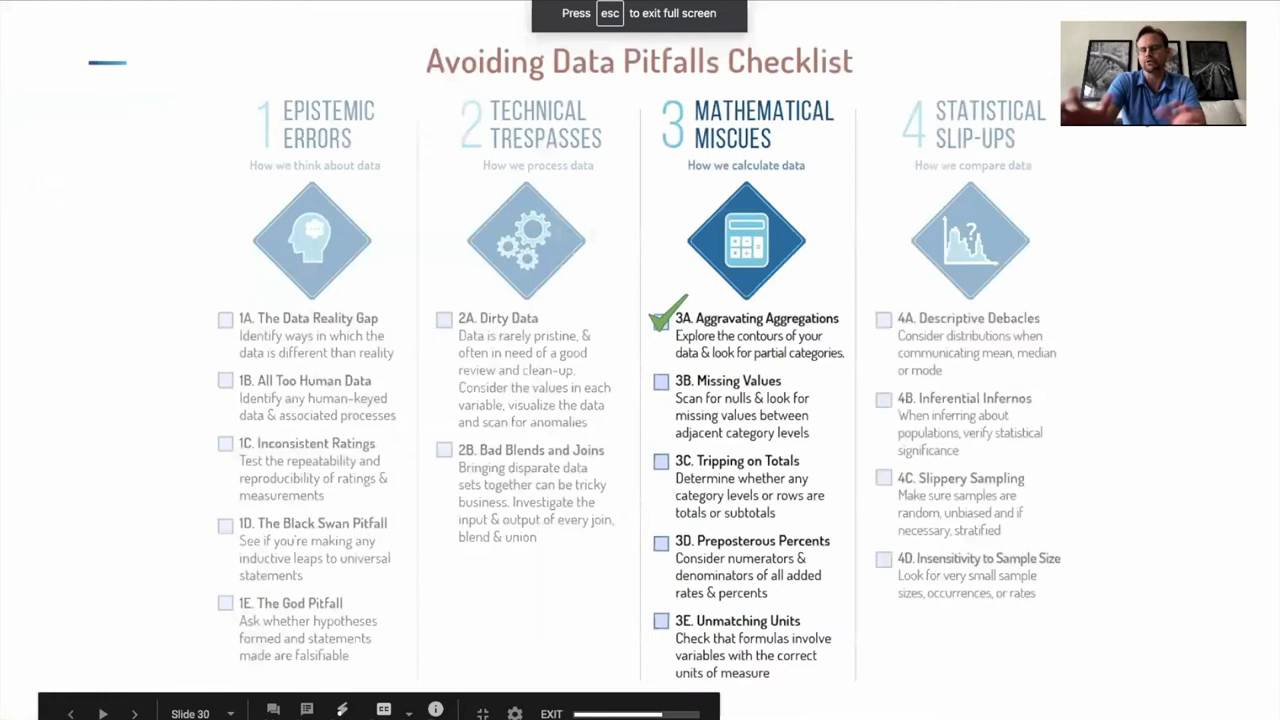 Press esc to exit full screen
Avoiding Data Pitfalls Checklist
1 EPISTEMIC
ERRORS
How we think about data
1A. The Data Reality Gap
Identify ways in which the
data is different than reality
1B. All Too Human Data
Identify any human-keyed
data & associated processes
1C. Inconsistent Ratings
Test the repeatability and
reproducibility of ratings &
measurements
1D. The Black Swan Pitfall
See if you're making any
inductive leaps to universal
statements
1E. The God Pitfall
Ask whether hypotheses
formed and statements
made are falsifiable
2 TECHNICAL
TRESPASSES
How we process data
2A. Dirty Data
Data is rarely pristine, &
often in need of a good
review and clean-up.
Consider the values in each
variable, visualize the data
and scan for anomalies
2B. Bad Blends and Joins
Bringing disparate data
sets together can be tricky
business. Investigate the
input & output of every join,
blend & union
3 MATHEMATICAL
MISCUES
How we calculate data
3A. Aggravating Aggregations
Explore the contours of your
data & look for partial categories.
3B. Missing Values
Scan for nulls & look for
missing values between
adjacent category levels
3C. Tripping on Totals
Determine whether any
category levels or rows are
totals or subtotals
3D. Preposterous Percents
Consider numerators &
denominators of all added
rates & percents
3E. Unmatching Units
Check that formulas involve
variables with the correct
units of measure
4 STATISTICAL
SLIP-UPS
How we compare data
?
4A. Descriptive Debacles
Consider distributions when
communicating mean, median
or mode
4B. Inferential Infernos
When inferring about
populations, verify statistical
significance
4C. Slippery Sampling
Make sure samples are
random, unbiased and if
necessary, stratified
4D. Insensitivity to Sample Size
Look for very small sample
sizes, occurrences, or rates
Slide 30
CC
EXIT